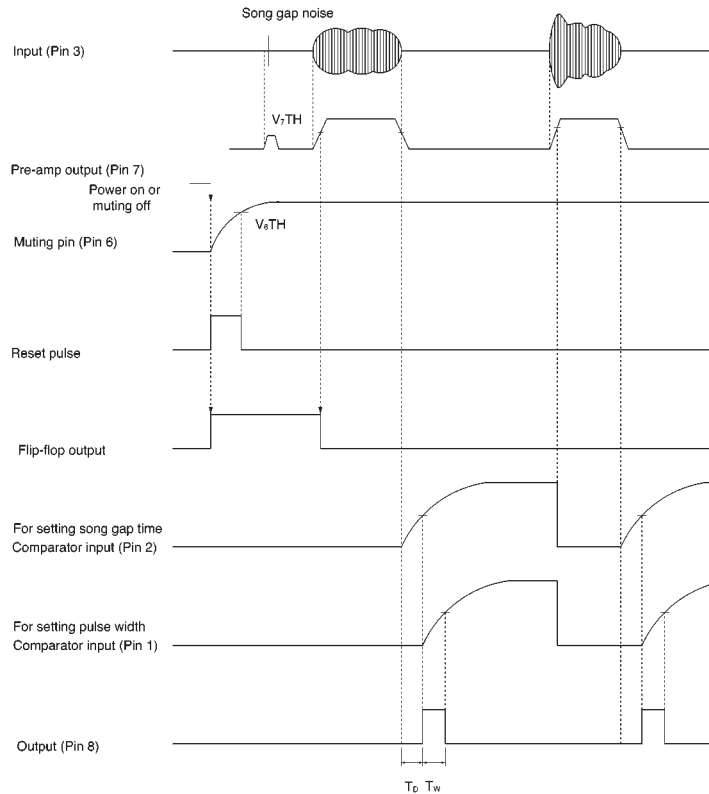 Song gap noise
Input (Pin 3)
V7TH
Pre-amp output (Pin 7)
Power on or
muting off
V6TH
Muting pin (Pin 6)
Reset pulse
Flip-flop output
For setting song gap time
Comparator input (Pin 2)
For setting pulse width
Comparator input (Pin 1)
Output (Pin 8)
TD TW